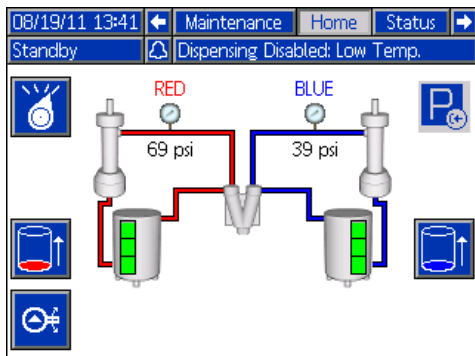 08/19/11 13:41 Maintenance Home Status
Standby Dispensing Disabled: Low Temp.
RED BLUE
P
69 psi 39 psi